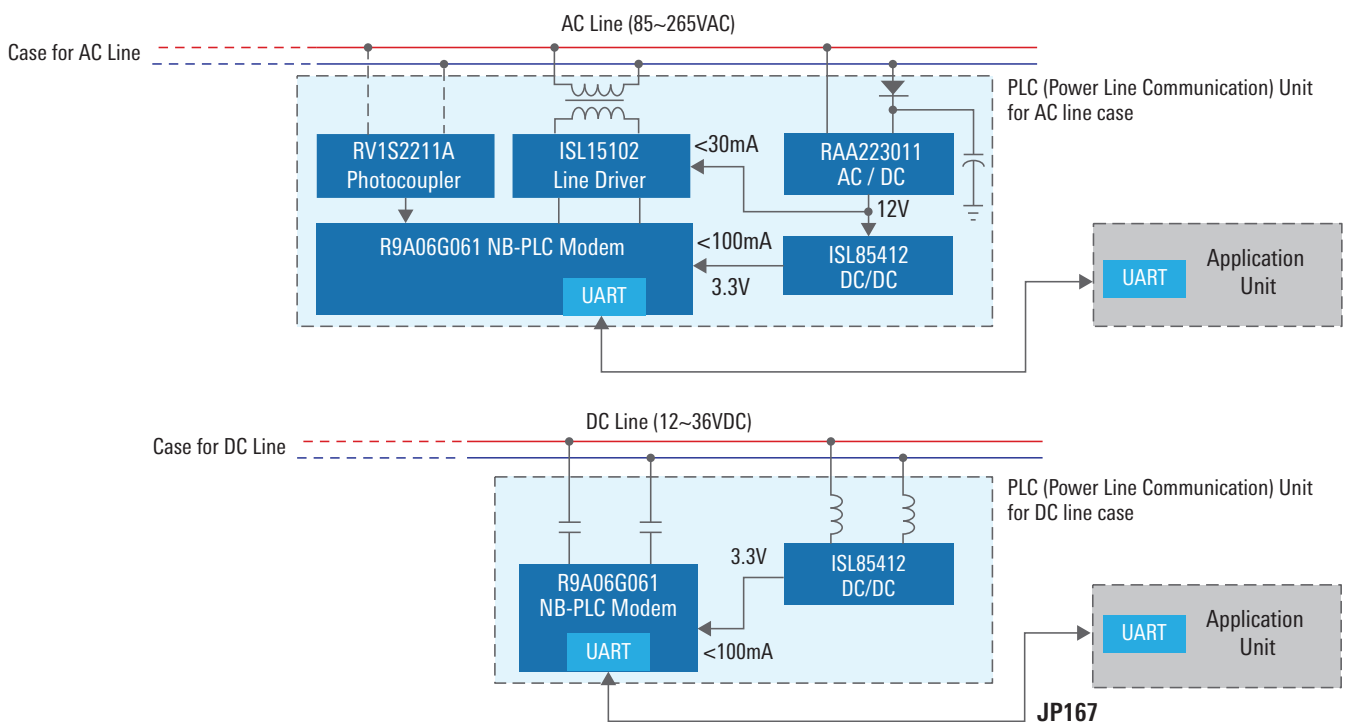 AC Line (85~265VAC)
Case for AC Line
PLC (Power Line Communication) Unit
for AC line case
RV1S2211A
Photocoupler
ISL15102
Line Driver
<30mA
RAA223011
AC / DC
12V
R9A06G061 NB-PLC Modem
<100mA
3.3V
ISL85412
DC/DC
UART
UART
Application
Unit
DC Line (12~36VDC)
Case for DC Line
PLC (Power Line Communication) Unit
for DC line case
3.3V
ISL85412
DC/DC
R9A06G061
NB-PLC Modem
UART
<100mA
UART
Application
Unit
JP167